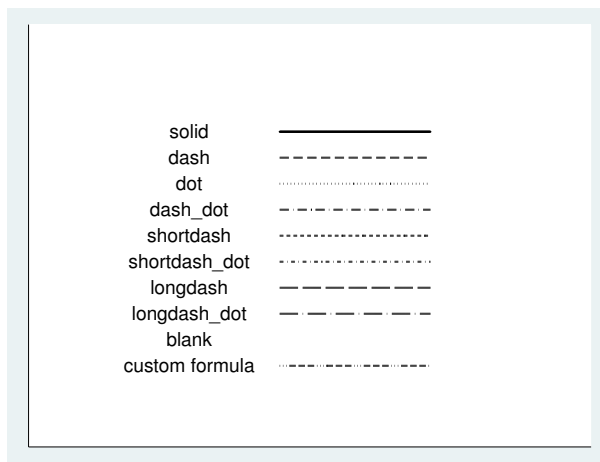 solid
dash
dot
dash_dot
shortdash
shortdash_dot
longdash
longdash_dot
blank
custom formula